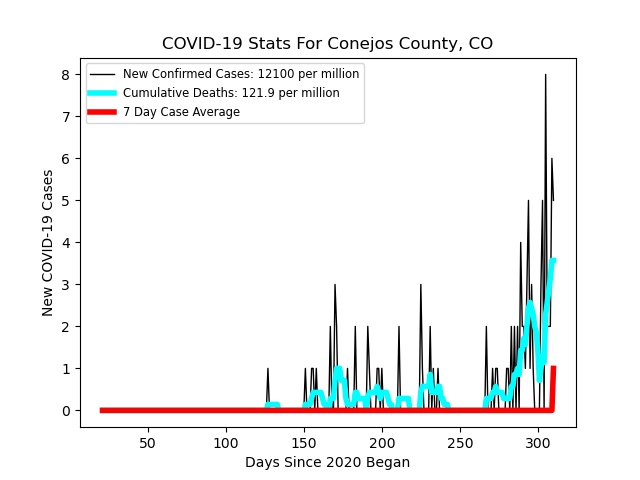 COVID-19 Stats For Conejos County, CO
New Confirmed Cases: 12100 per million
Cumulative Deaths: 121.9 per million
7 Day Case Average
New COVID-19 Cases
8
7
6
5
4
3
2
1
0
50 100 150 200 250 300
Days Since 2020 Began